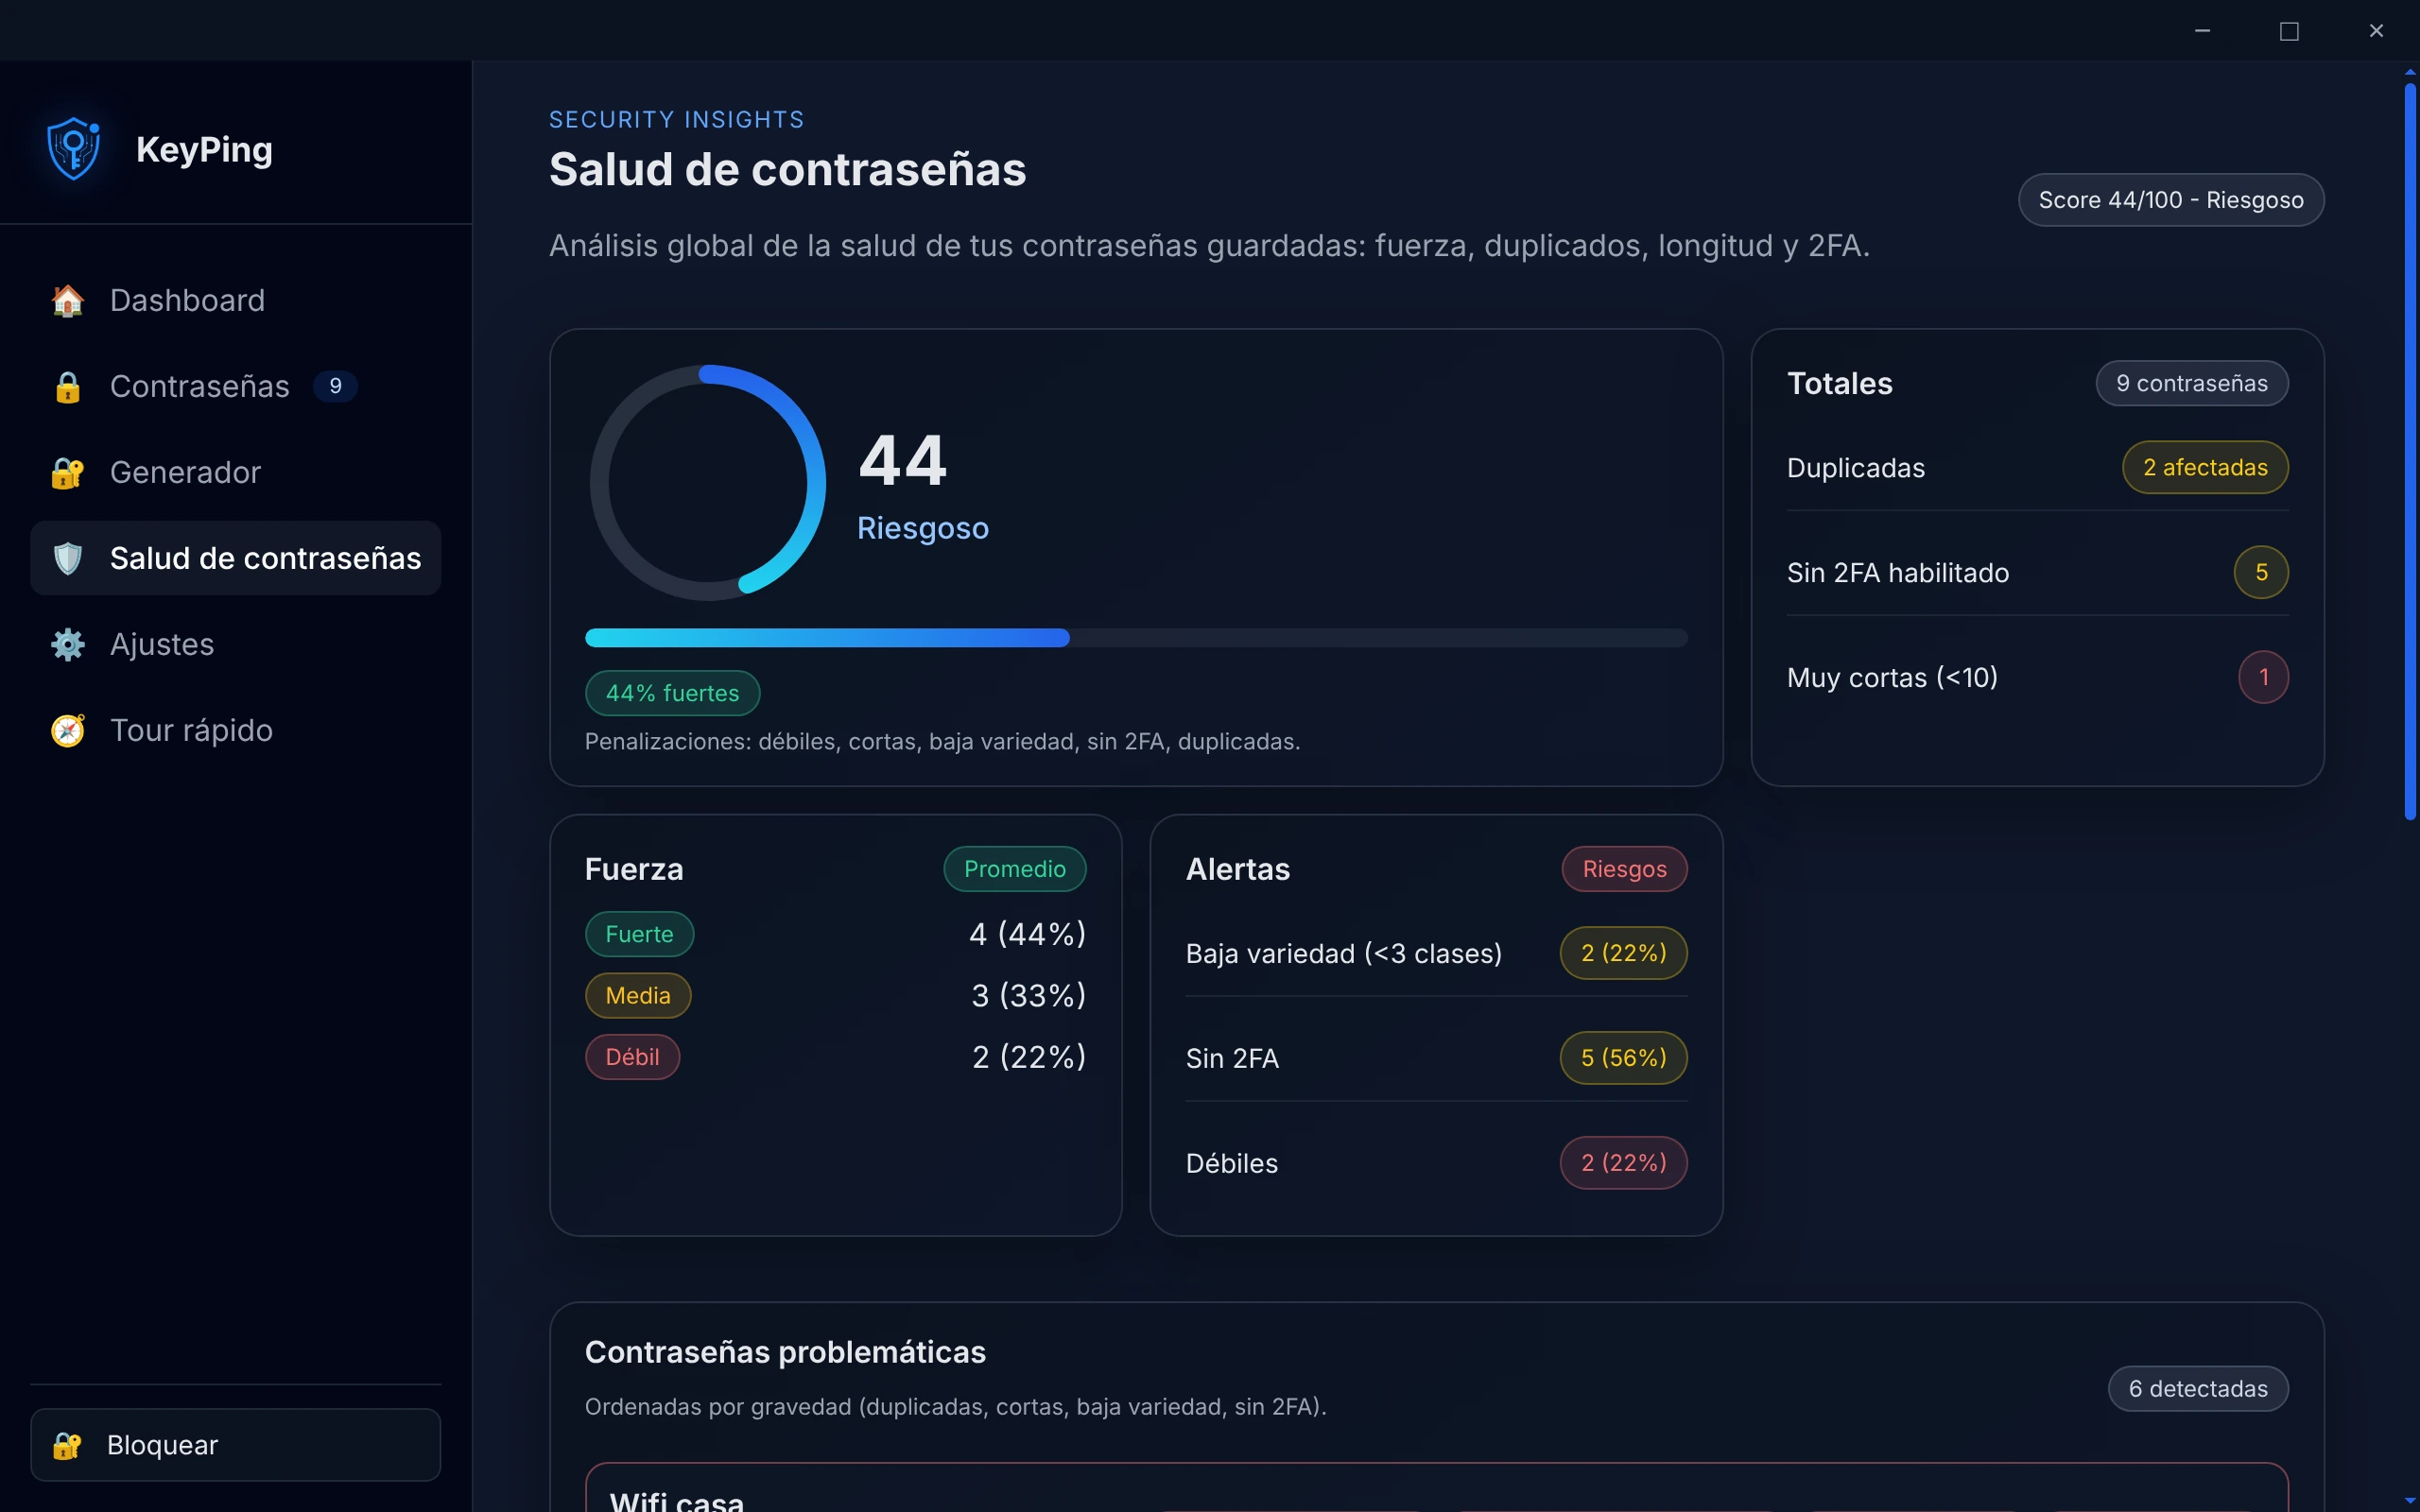 KeyPing
Dashboard
Contraseñas 9
Generador
Salud de contraseñas
Ajustes
Tour rápido
Bloquear
SECURITY INSIGHTS
Salud de contraseñas
Análisis global de la salud de tus contraseñas guardadas: fuerza, duplicados, longitud y 2FA.
Score 44/100 - Riesgoso
44
Riesgoso
44% fuertes
Penalizaciones: débiles, cortas, baja variedad, sin 2FA, duplicadas.
Totales 9 contraseñas
Duplicadas 2 afectadas
Sin 2FA habilitado 5
Muy cortas (<10) 1
Fuerza Promedio
Fuerte 4 (44%)
Media 3 (33%)
Débil 2 (22%)
Alertas Riesgos
Baja variedad (<3 clases) 2 (22%)
Sin 2FA 5 (56%)
Débiles 2 (22%)
Contraseñas problemáticas
Ordenadas por gravedad (duplicadas, cortas, baja variedad, sin 2FA).
6 detectadas
Wifi casa